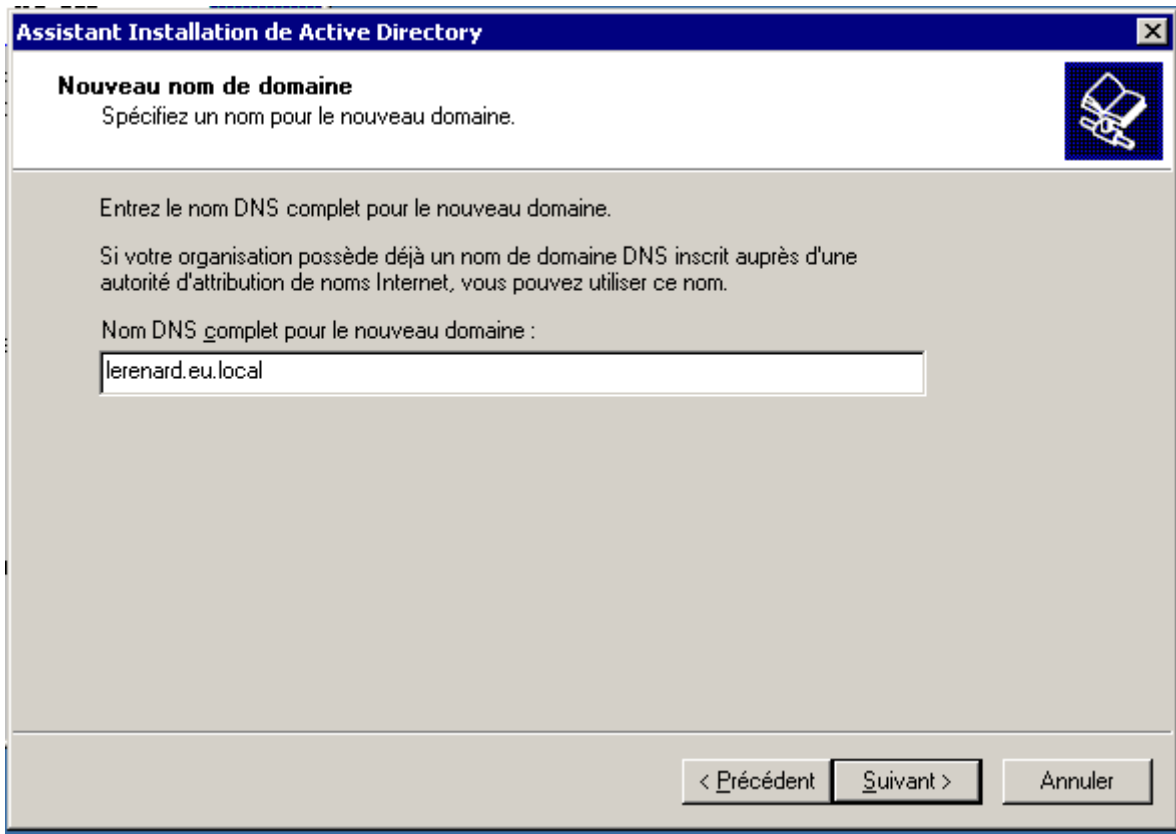 Assistant Installation de Active Directory
Nouveau nom de domaine
Spécifiez un nom pour le nouveau domaine.
Entrez le nom DNS complet pour le nouveau domaine.
Si votre organisation possède déjà un nom de domaine DNS inscrit auprès d'une
autorité d'attribution de noms Internet, vous pouvez utiliser ce nom.
Nom DNS complet pour le nouveau domaine :
lerenard.eu.local
< Précédent Suivant > Annuler